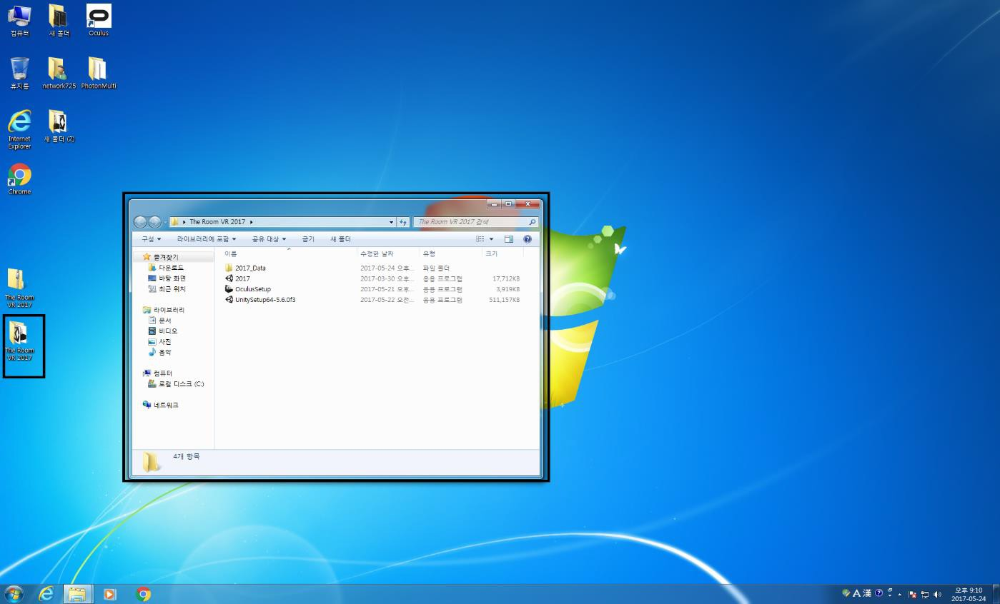 컴퓨터
새 폴더
Oculus
휴지통
network725
PhotonMulti
Internet
Explorer
새 폴더 (2)
Chrome
The Room
VR 2017
The Room
VR 2017
The Room VR 2017
The Room VR 2017 검색
구성
라이브러리에 포함
공유 대상
굽기
새 폴더
즐겨찾기
다운로드
바탕 화면
최근 위치
라이브러리
문서
비디오
사진
음악
컴퓨터
로컬 디스크 (C:)
네트워크
이름 수정한 날짜 유형 크기
2017_Data 2017-05-24 오후... 파일 폴더
2017 2017-03-30 오후... 응용 프로그램 17,712KB
OculusSetup 2017-05-21 오후... 응용 프로그램 3,919KB
UnitySetup64-5.6.0f3 2017-05-22 오전... 응용 프로그램 511,157KB
4개 항목
A 漢
오후 9:10
2017-05-24